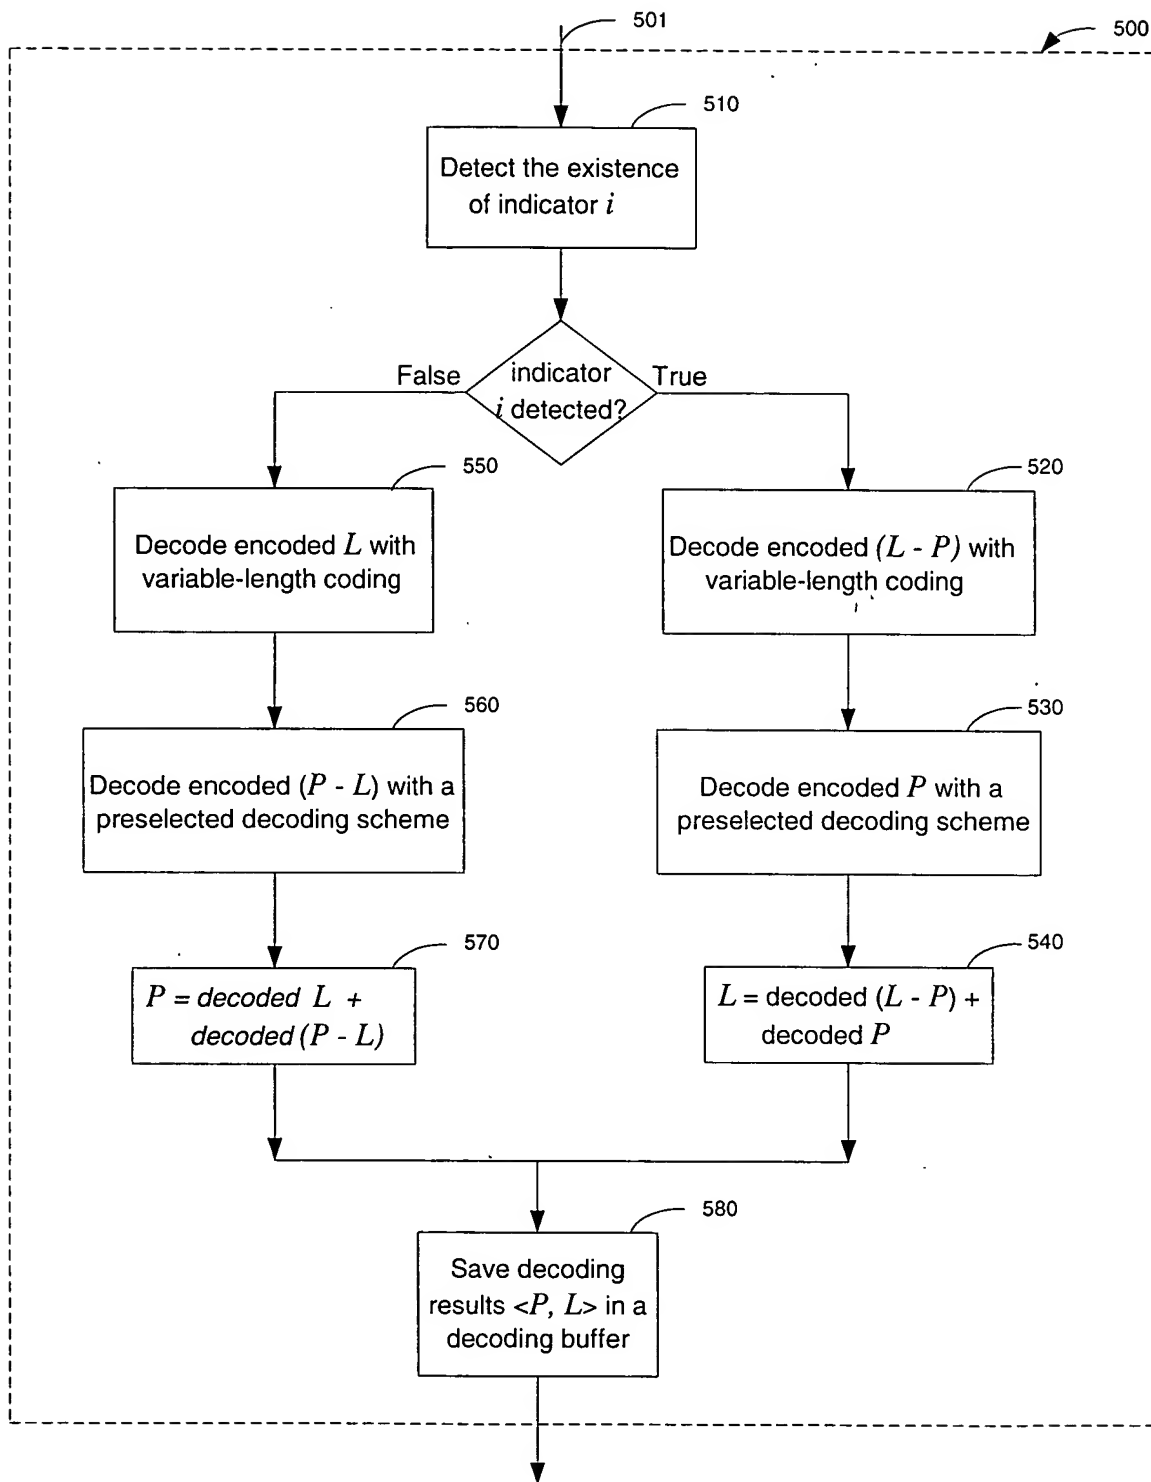 501
500
510
Detect the existence
of indicator i
False
indicator
i detected?
True
550
Decode encoded L with
variable-length coding
520
Decode encoded (L - P) with
variable-length coding
560
Decode encoded (P - L) with a
preselected decoding scheme
530
Decode encoded P with a
preselected decoding scheme
570
P = decoded L +
decoded (P - L)
540
L = decoded (L - P) +
decoded P
580
Save decoding
results <P, L> in a
decoding buffer